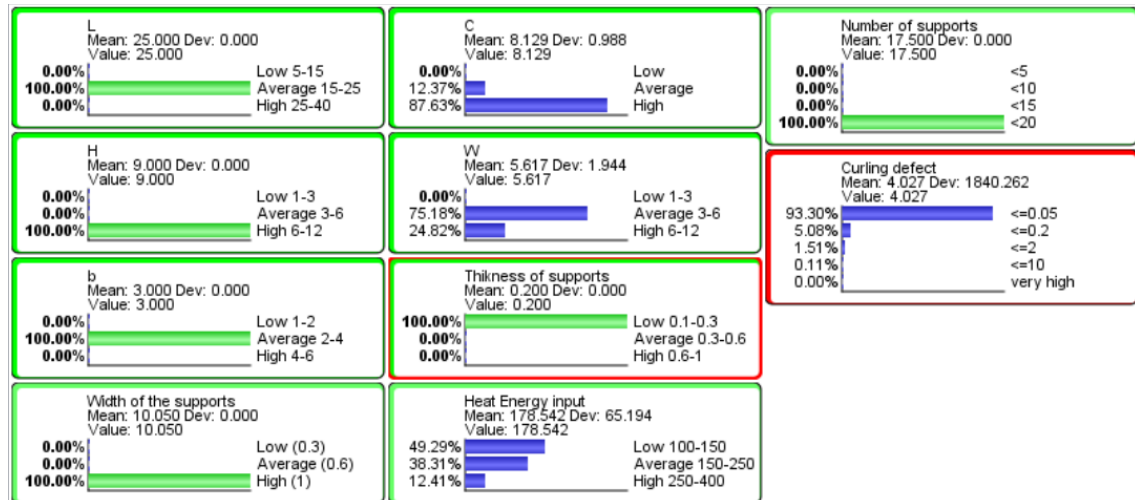 L
Mean: 25.000 Dev: 0.000
Value: 25.000
0.00% Low 5-15
100.00% Average 15-25
0.00% High 25-40
H
Mean: 9.000 Dev: 0.000
Value: 9.000
0.00% Low 1-3
0.00% Average 3-6
100.00% High 6-12
b
Mean: 3.000 Dev: 0.000
Value: 3.000
0.00% Low 1-2
100.00% Average 2-4
0.00% High 4-6
Width of the supports
Mean: 10.050 Dev: 0.000
Value: 10.050
0.00% Low (0.3)
0.00% Average (0.6)
100.00% High (1)
C
Mean: 8.129 Dev: 0.988
Value: 8.129
0.00% Low
12.37% Average
87.63% High
W
Mean: 5.617 Dev: 1.944
Value: 5.617
0.00% Low 1-3
75.18% Average 3-6
24.82% High 6-12
Thikness of supports
Mean: 0.200 Dev: 0.000
Value: 0.200
100.00% Low 0.1-0.3
0.00% Average 0.3-0.6
0.00% High 0.6-1
Heat Energy input
Mean: 178.542 Dev: 65.194
Value: 178.542
49.29% Low 100-150
38.31% Average 150-250
12.41% High 250-400
Number of supports
Mean: 17.500 Dev: 0.000
Value: 17.500
0.00% <5
0.00% <10
0.00% <15
100.00% <20
Curling defect
Mean: 4.027 Dev: 1840.262
Value: 4.027
93.30% <=0.05
5.08% <=0.2
1.51% <=2
0.11% <=10
0.00% very high